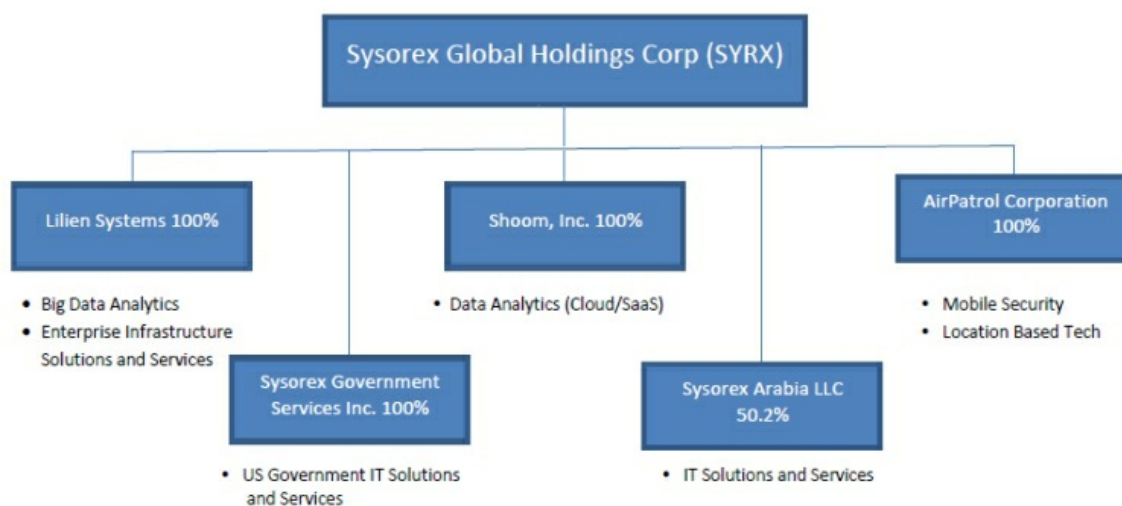 Sysorex Global Holdings Corp (SYRX)
Lilien Systems 100%
• Big Data Analytics
• Enterprise Infrastructure
Solutions and Services
Sysorex Government
Services Inc. 100%
• US Government IT Solutions
and Services
Shoom, Inc. 100%
• Data Analytics (Cloud/SaaS)
Sysorex Arabia LLC
50.2%
• IT Solutions and Services
AirPatrol Corporation
100%
• Mobile Security
• Location Based Tech